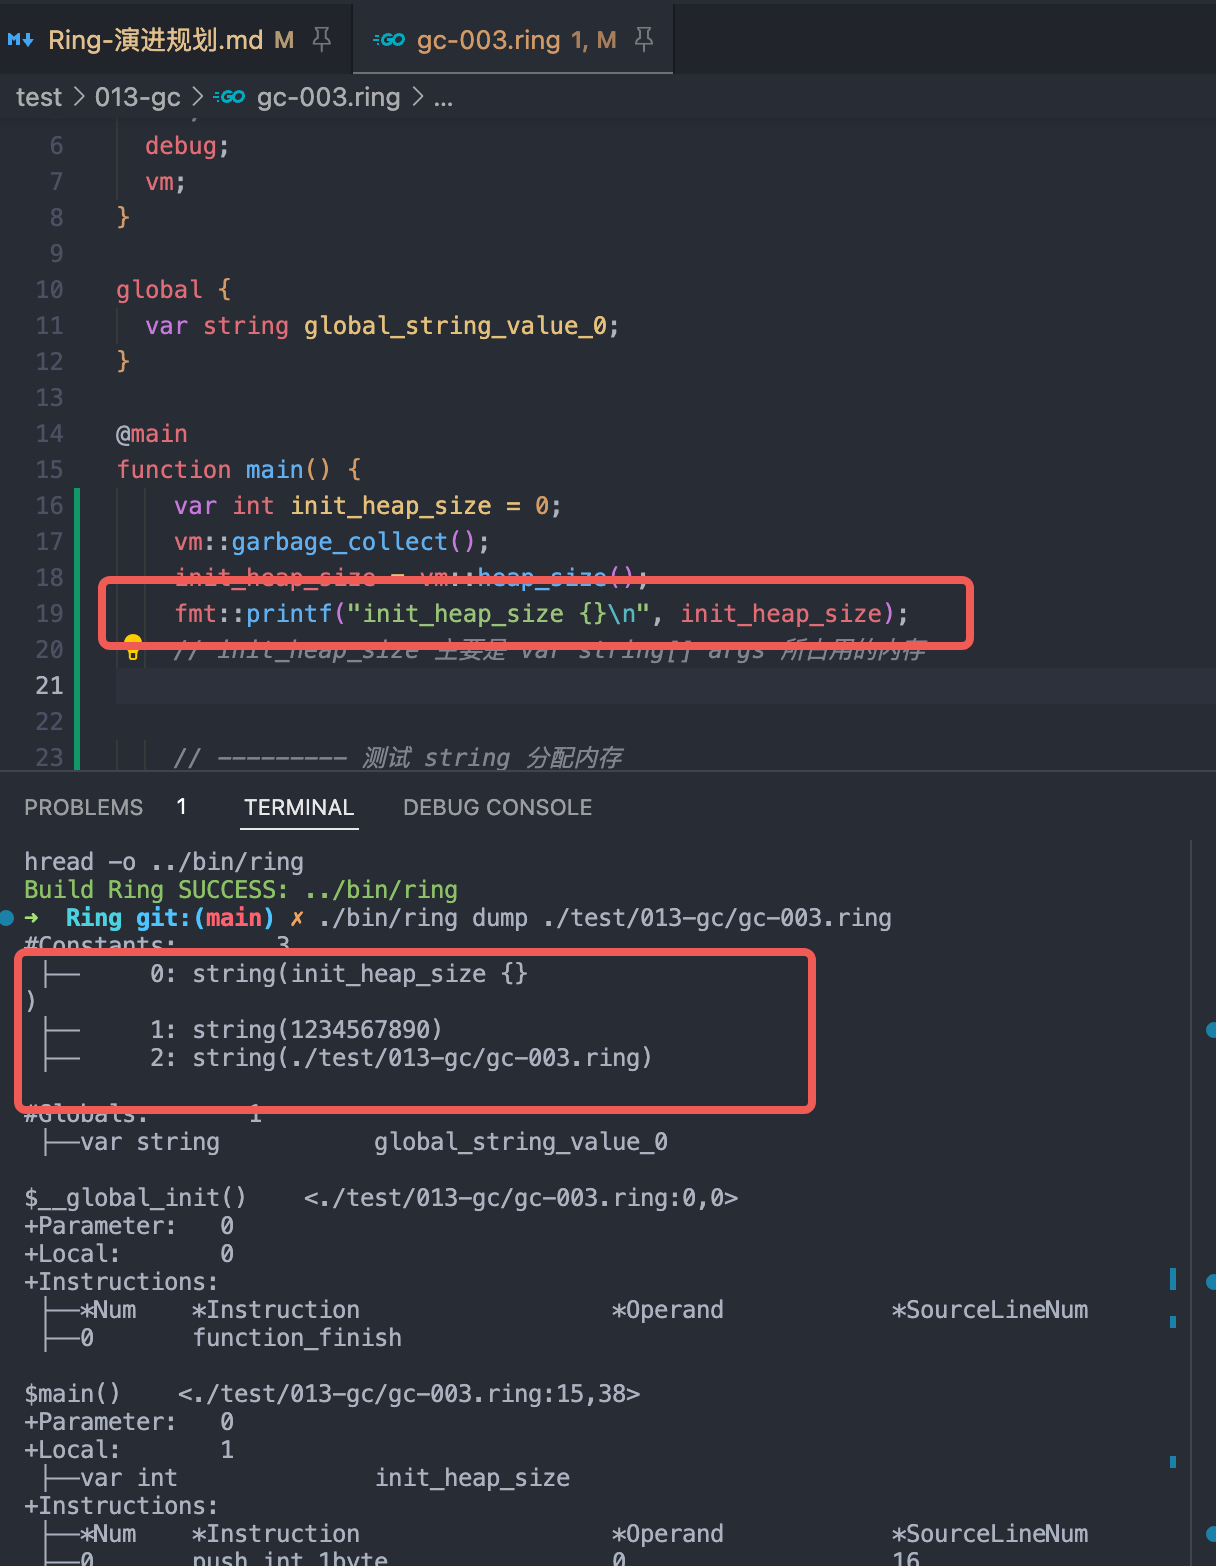 Ring-演进规划.md M
gc-003.ring 1, M
test > 013-gc > gc-003.ring > ...
6 debug;
7 vm;
8 }
9
10 global {
11 var string global_string_value_0;
12 }
13
14 @main
15 function main() {
16 var int init_heap_size = 0;
17 vm::garbage_collect();
18 init_heap_size = vm::heap_size();
19 fmt::printf("init_heap_size {}\n", init_heap_size);
20 // init_heap_size 主要是 var string[] args 所占用的内存
21
22
23 // --------- 测试 string 分配内存
PROBLEMS 1 TERMINAL DEBUG CONSOLE
hread -o ../bin/ring
Build Ring SUCCESS: ../bin/ring
➜ Ring git:(main) ✗ ./bin/ring dump ./test/013-gc/gc-003.ring
#Constants: 3
├── 0: string(init_heap_size {}
)
├── 1: string(1234567890)
├── 2: string(./test/013-gc/gc-003.ring)
#Globals: 1
├──var string global_string_value_0
$__global_init() <./test/013-gc/gc-003.ring:0,0>
+Parameter: 0
+Local: 0
+Instructions:
├──*Num *Instruction *Operand *SourceLineNum
├──0 function_finish
$main() <./test/013-gc/gc-003.ring:15,38>
+Parameter: 0
+Local: 1
├──var int init_heap_size
+Instructions:
├──*Num *Instruction *Operand *SourceLineNum
├──0 push_int_1byte 0 16